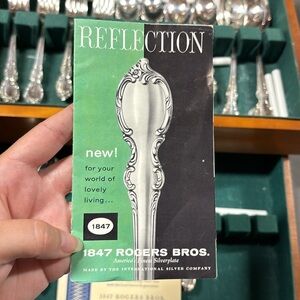 REFLECTION
new!
for your
world of
lovely
living...
1847
1847 ROGERS BROS.
America's Finest Silverplate
MADE BY THE INTERNATIONAL SILVER COMPANY